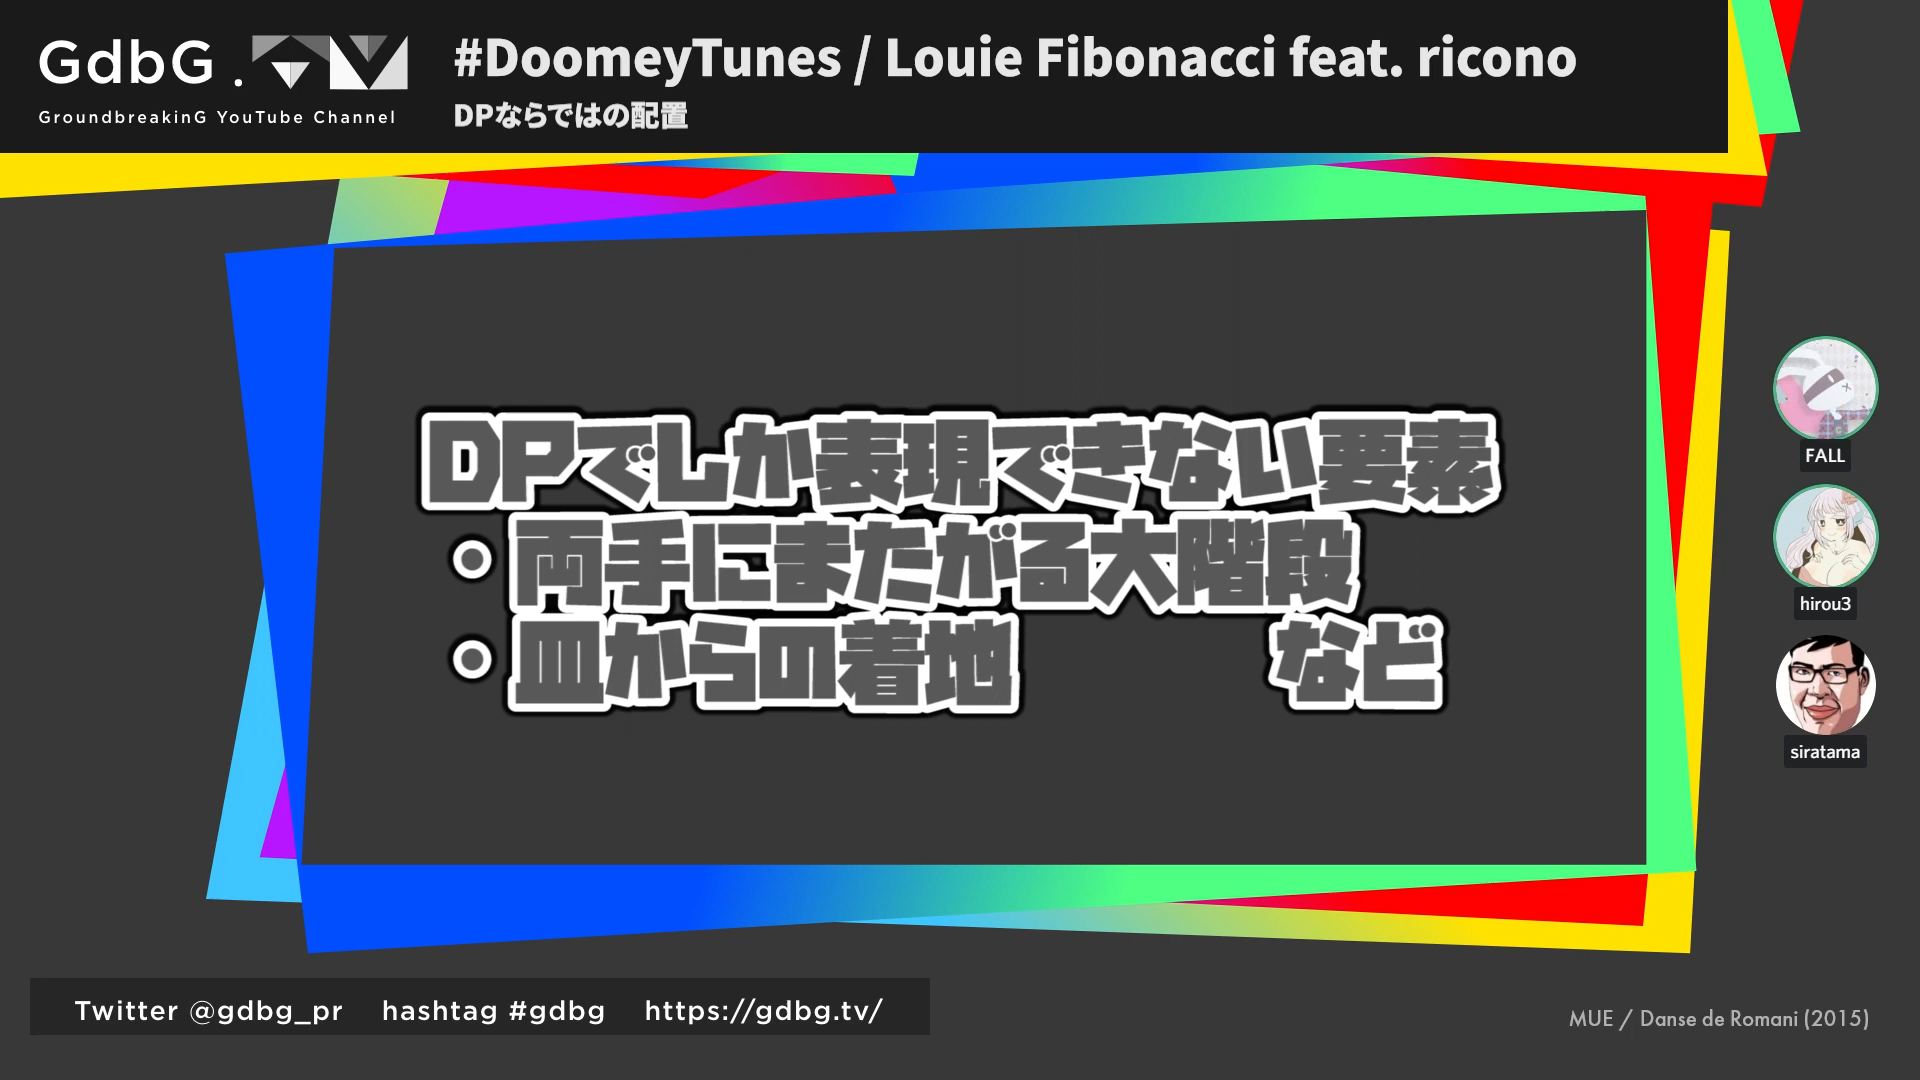 GdbG.TV
GroundbreakinG YouTube Channel
#DoomeyTunes / Louie Fibonacci feat. ricono
DPならではの配置
DPでしか表現できない要素
・両手にまたがる大階段
・皿からの着地 など
FALL
hirou3
siratama
Twitter @gdbg_pr hashtag #gdbg https://gdbg.tv/
MUE / Danse de Romani (2015)